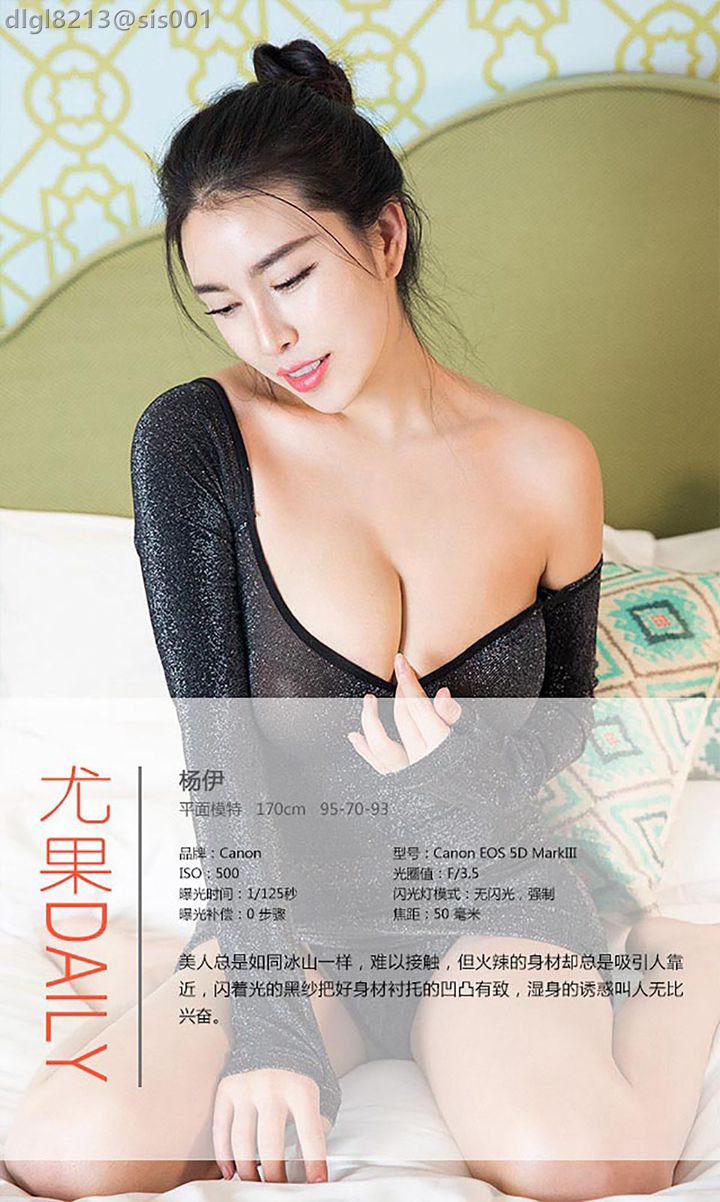 dlgl8213@sis001
尤果DAILY
杨伊
平面模特 170cm 95-70-93
品牌：Canon 型号：Canon EOS 5D MarkIII
ISO：500 光圈值：F/3.5
曝光时间：1/125秒 闪光灯模式：无闪光，强制
曝光补偿：0 步骤 焦距：50 毫米
美人总是如同冰山一样，难以接触，但火辣的身材却总是吸引人靠
近，闪着光的黑纱把好身材衬托的凹凸有致，湿身的诱惑叫人无比
兴奋。